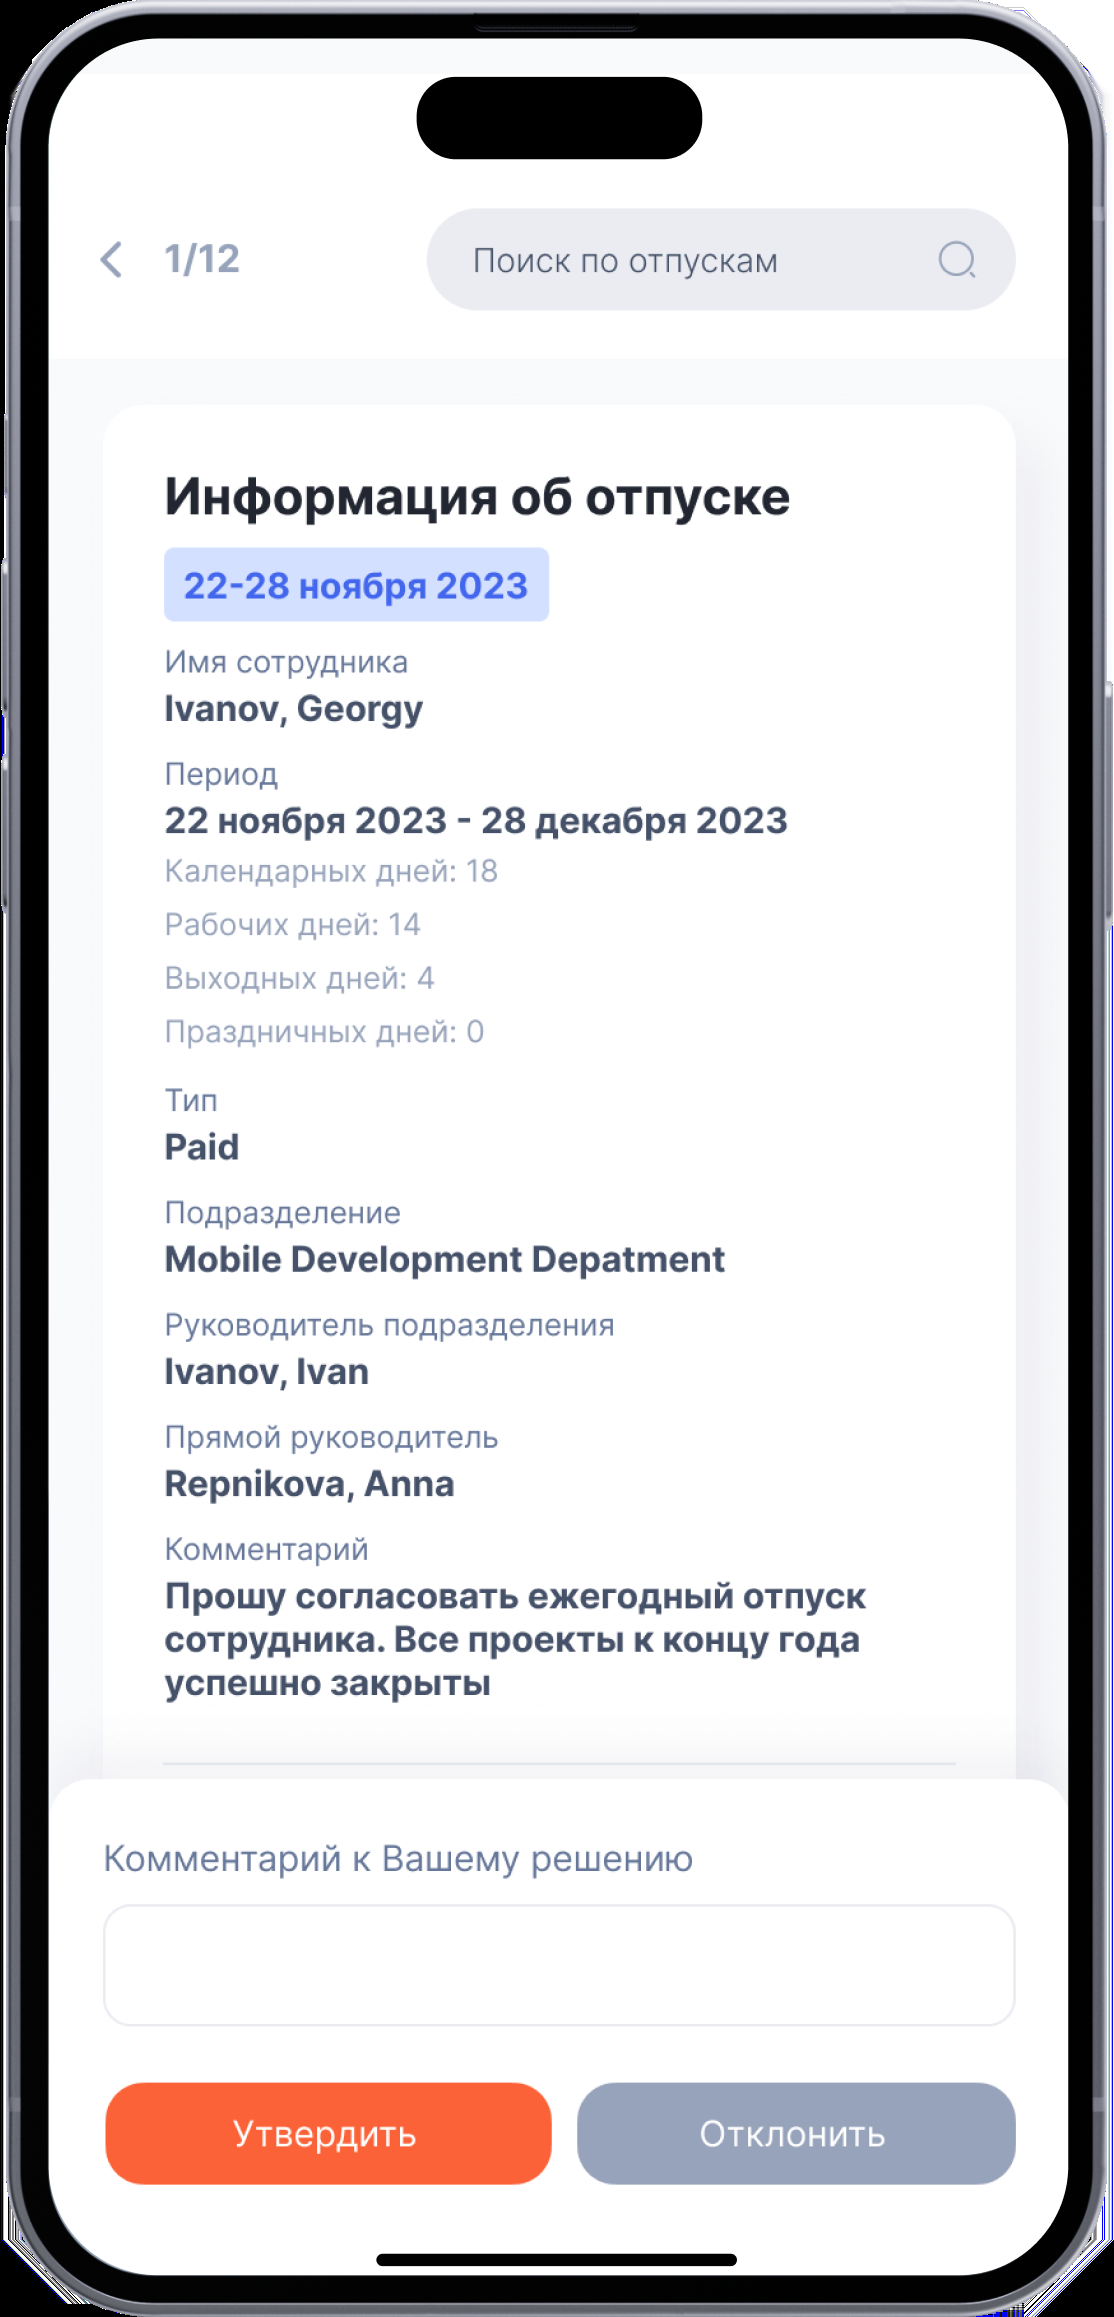 1/12
Поиск по отпускам
Информация об отпуске
22-28 ноября 2023
Имя сотрудника
Ivanov, Georgy
Период
22 ноября 2023 - 28 декабря 2023
Календарных дней: 18
Рабочих дней: 14
Выходных дней: 4
Праздничных дней: 0
Тип
Paid
Подразделение
Mobile Development Depatment
Руководитель подразделения
Ivanov, Ivan
Прямой руководитель
Repnikova, Anna
Комментарий
Прошу согласовать ежегодный отпуск
сотрудника. Все проекты к концу года
успешно закрыты
Комментарий к Вашему решению
Утвердить
Отклонить